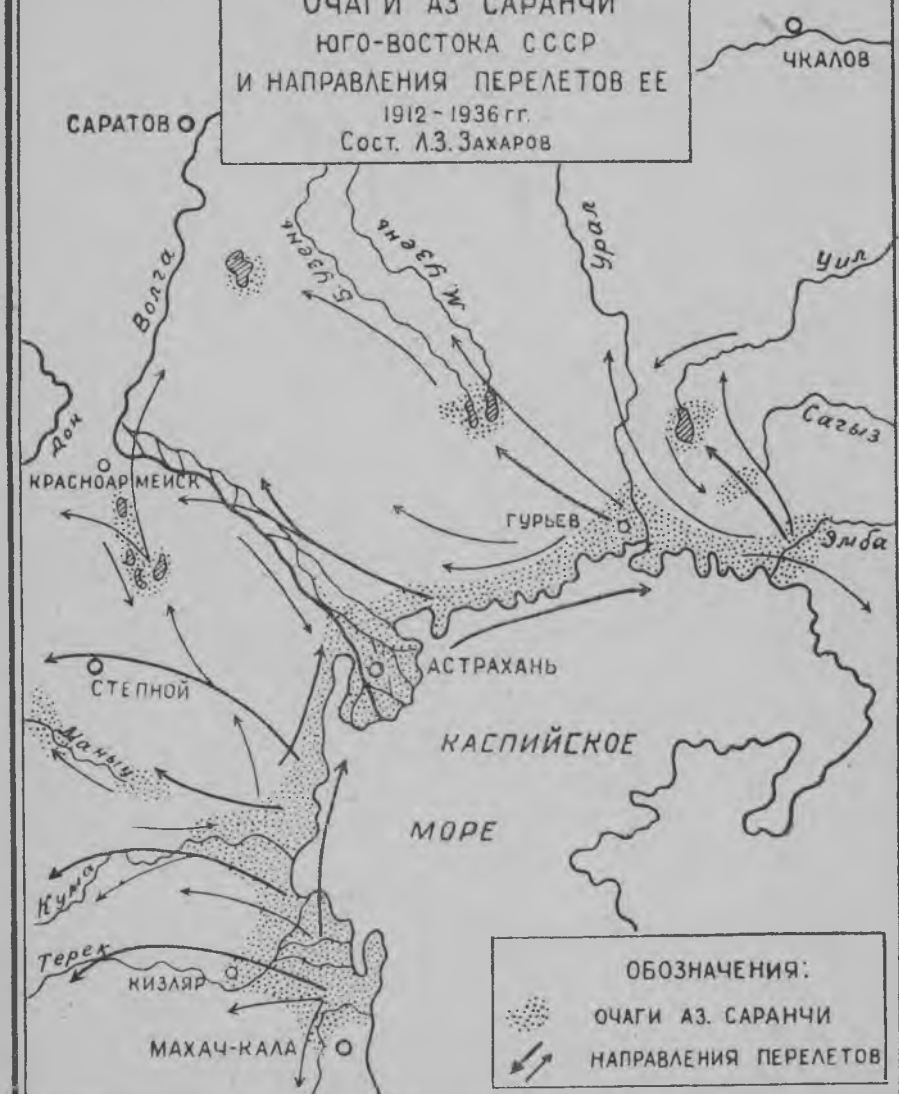 ОЧАГИ АЗ САРАНЧИ
ЮГО-ВОСТОКА СССР
И НАПРАВЛЕНИЯ ПЕРЕЛЕТОВ ЕЕ
1912-1936 гг.
Сост. Л.З. Захаров
ЧКАЛОВ
САРАТОВ
Волга
Б. Узень
М. Узень
Урал
Уил
Дон
Сагыз
КРАСНОАРМЕЙСК
ГУРЬЕВ
Эмба
АСТРАХАНЬ
СТЕПНОЙ
Маныч
КАСПИЙСКОЕ
МОРЕ
Кума
Терек
КИЗЛЯР
МАХАЧ-КАЛА
ОБОЗНАЧЕНИЯ:
ОЧАГИ АЗ. САРАНЧИ
НАПРАВЛЕНИЯ ПЕРЕЛЕТОВ